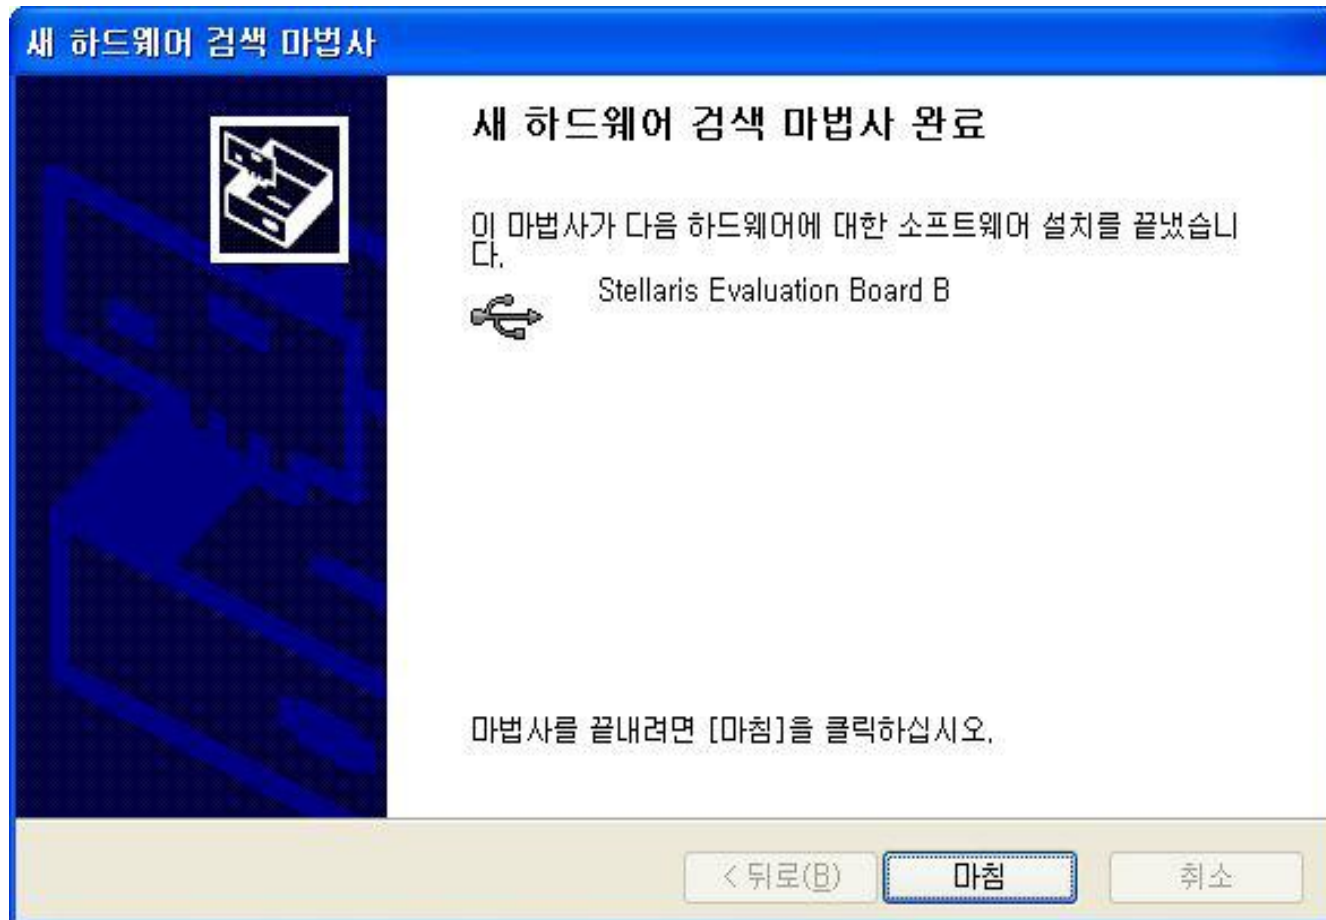 새 하드웨어 검색 마법사
새 하드웨어 검색 마법사 완료
이 마법사가 다음 하드웨어에 대한 소프트웨어 설치를 끝냈습니
다.
Stellaris Evaluation Board B
마법사를 끝내려면 [마침]을 클릭하십시오.
< 뒤로(B) 마침 취소